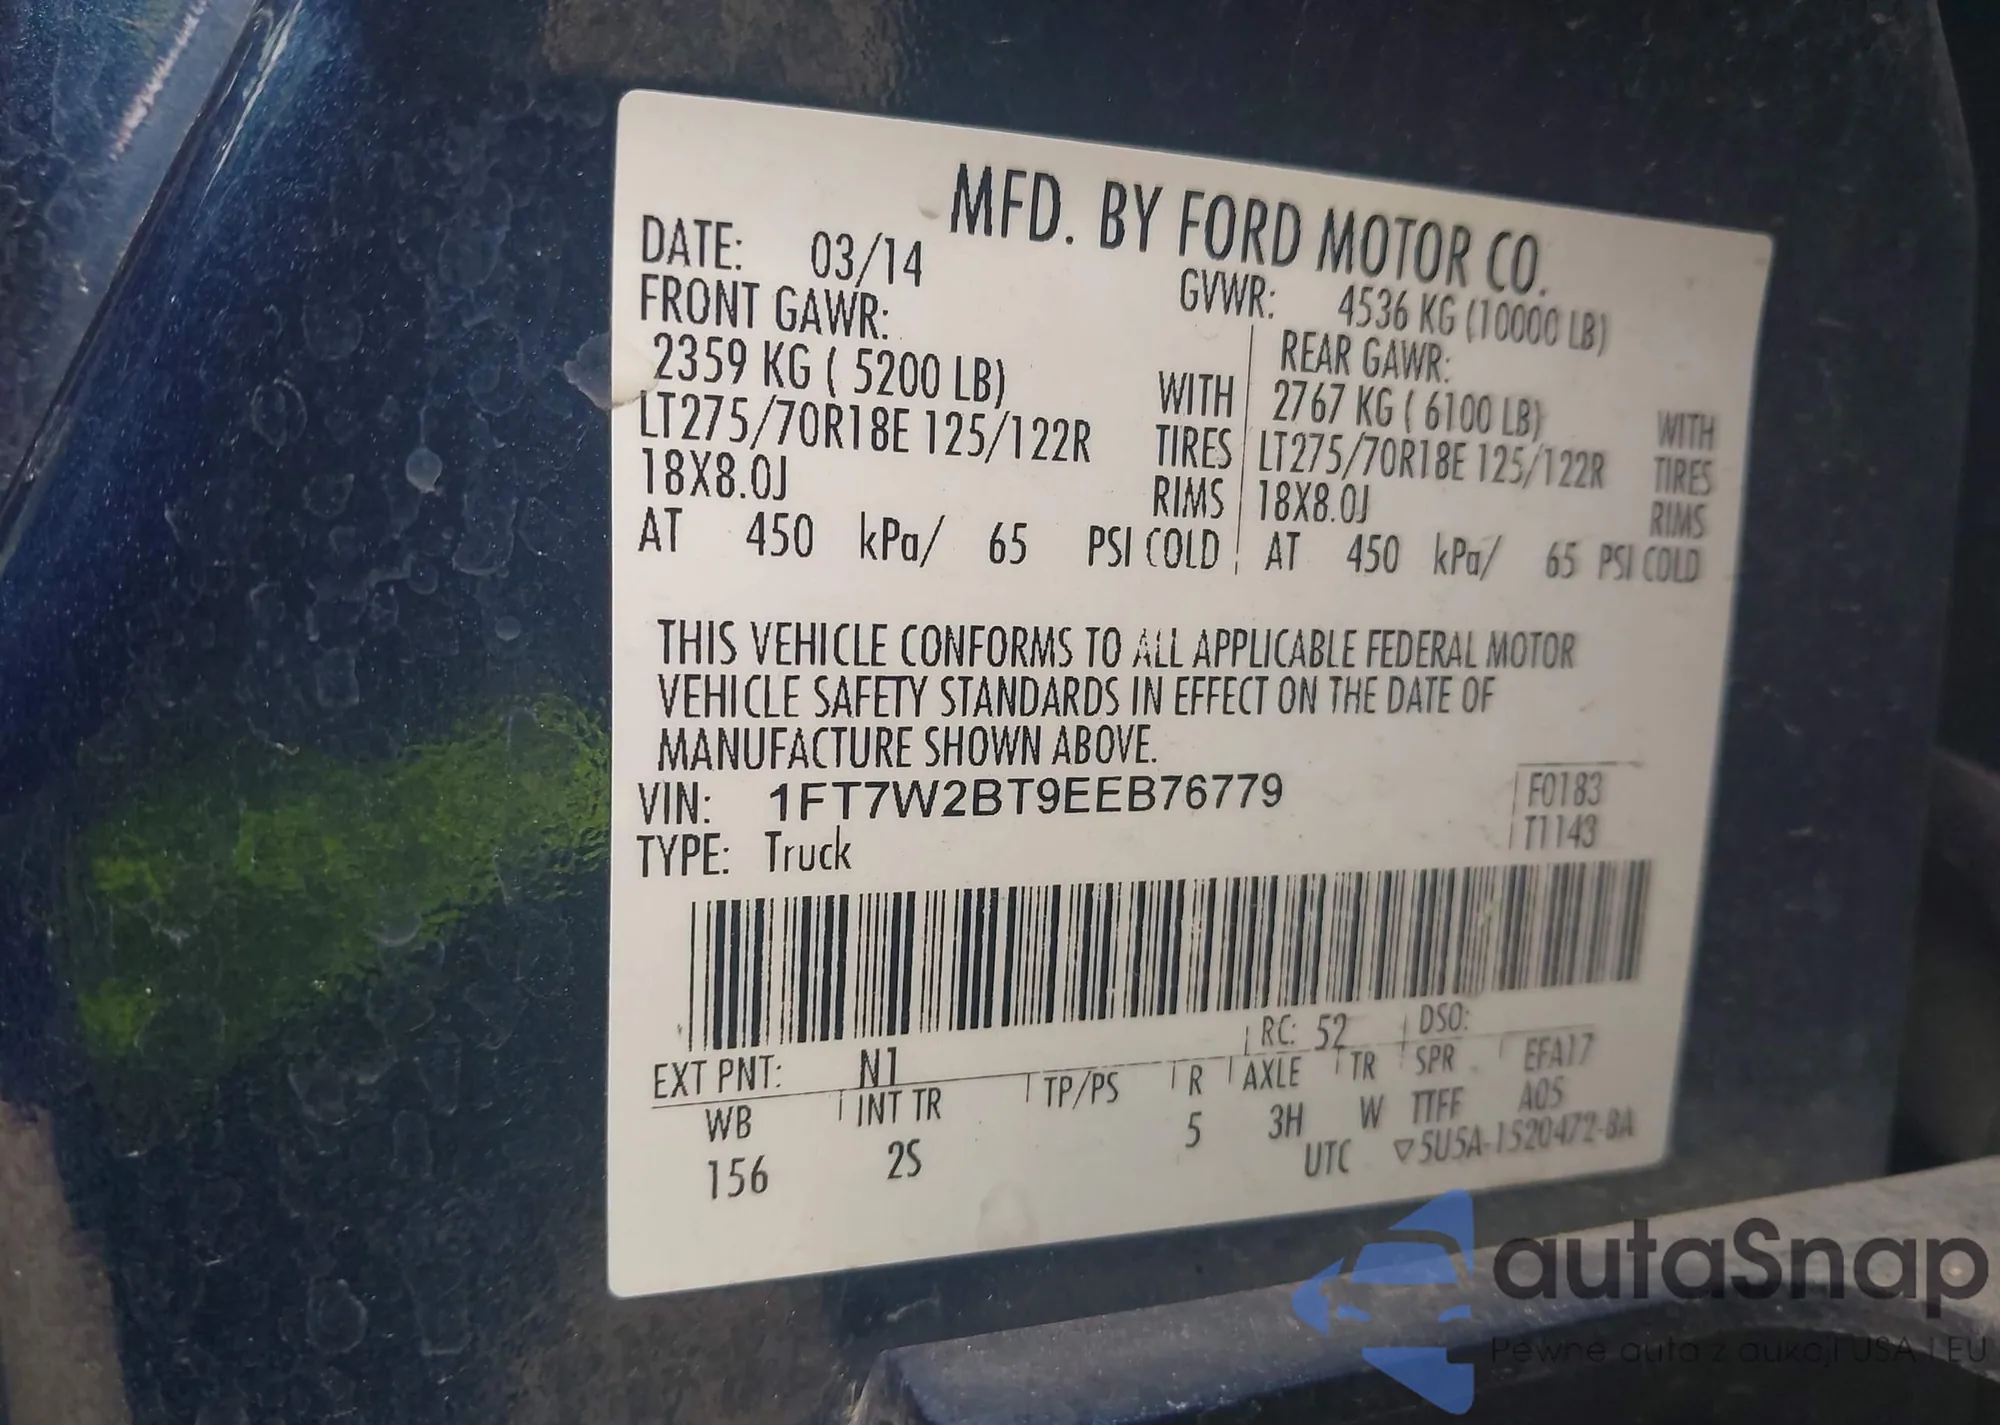 MFD. BY FORD MOTOR CO.
DATE: 03/14
GVWR: 4536 KG (10000 LB)
FRONT GAWR:
REAR GAWR:
2359 KG ( 5200 LB) WITH
2767 KG ( 6100 LB) WITH
LT275/70R18E 125/122R TIRES
LT275/70R18E 125/122R TIRES
18X8.0J RIMS
18X8.0J RIMS
AT 450 kPa/ 65 PSI COLD
AT 450 kPa/ 65 PSI COLD
THIS VEHICLE CONFORMS TO ALL APPLICABLE FEDERAL MOTOR
VEHICLE SAFETY STANDARDS IN EFFECT ON THE DATE OF
MANUFACTURE SHOWN ABOVE.
VIN: 1FT7W2BT9EEB76779
F0183
TYPE: Truck
T1143
EXT PNT: N1 RC: 52 DSO:
WB INT TR TP/PS R AXLE TR SPR EFA17
156 2S 5 3H W TTFF A05
UTC ▽5U5A-1520472-BA
autaSnap
Pewne auta z aukcji USA i EU